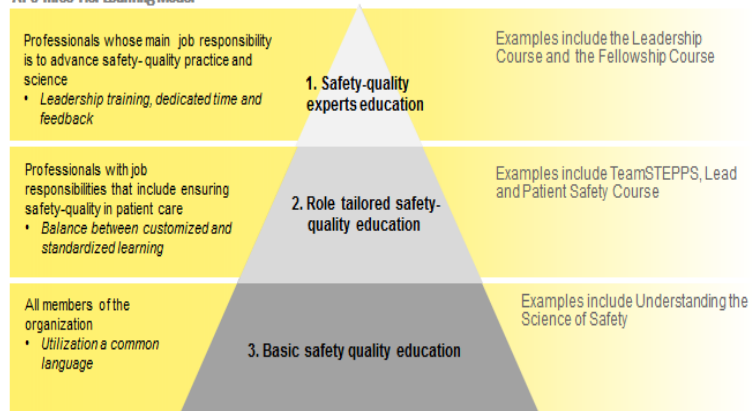 Professionals whose main job responsibility
is to advance safety- quality practice and
science
• Leadership training, dedicated time and
feedback
1. Safety-quality
experts education
Examples include the Leadership
Course and the Fellowship Course
Professionals with job
responsibilities that include ensuring
safety-quality in patient care
• Balance between customized and
standardized learning
2. Role tailored safety-
quality education
Examples include TeamSTEPPS, Lead
and Patient Safety Course
All members of the
organization
• Utilization a common
language
3. Basic safety quality education
Examples include Understanding the
Science of Safety